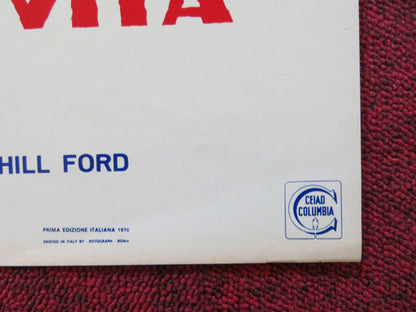 VITA
HILL FORD
PRIMA EDIZIONE ITALIANA 1970
PRINTED IN ITALY BY - ROTOGRAPH - ROMA
CEIAD
COLUMBIA